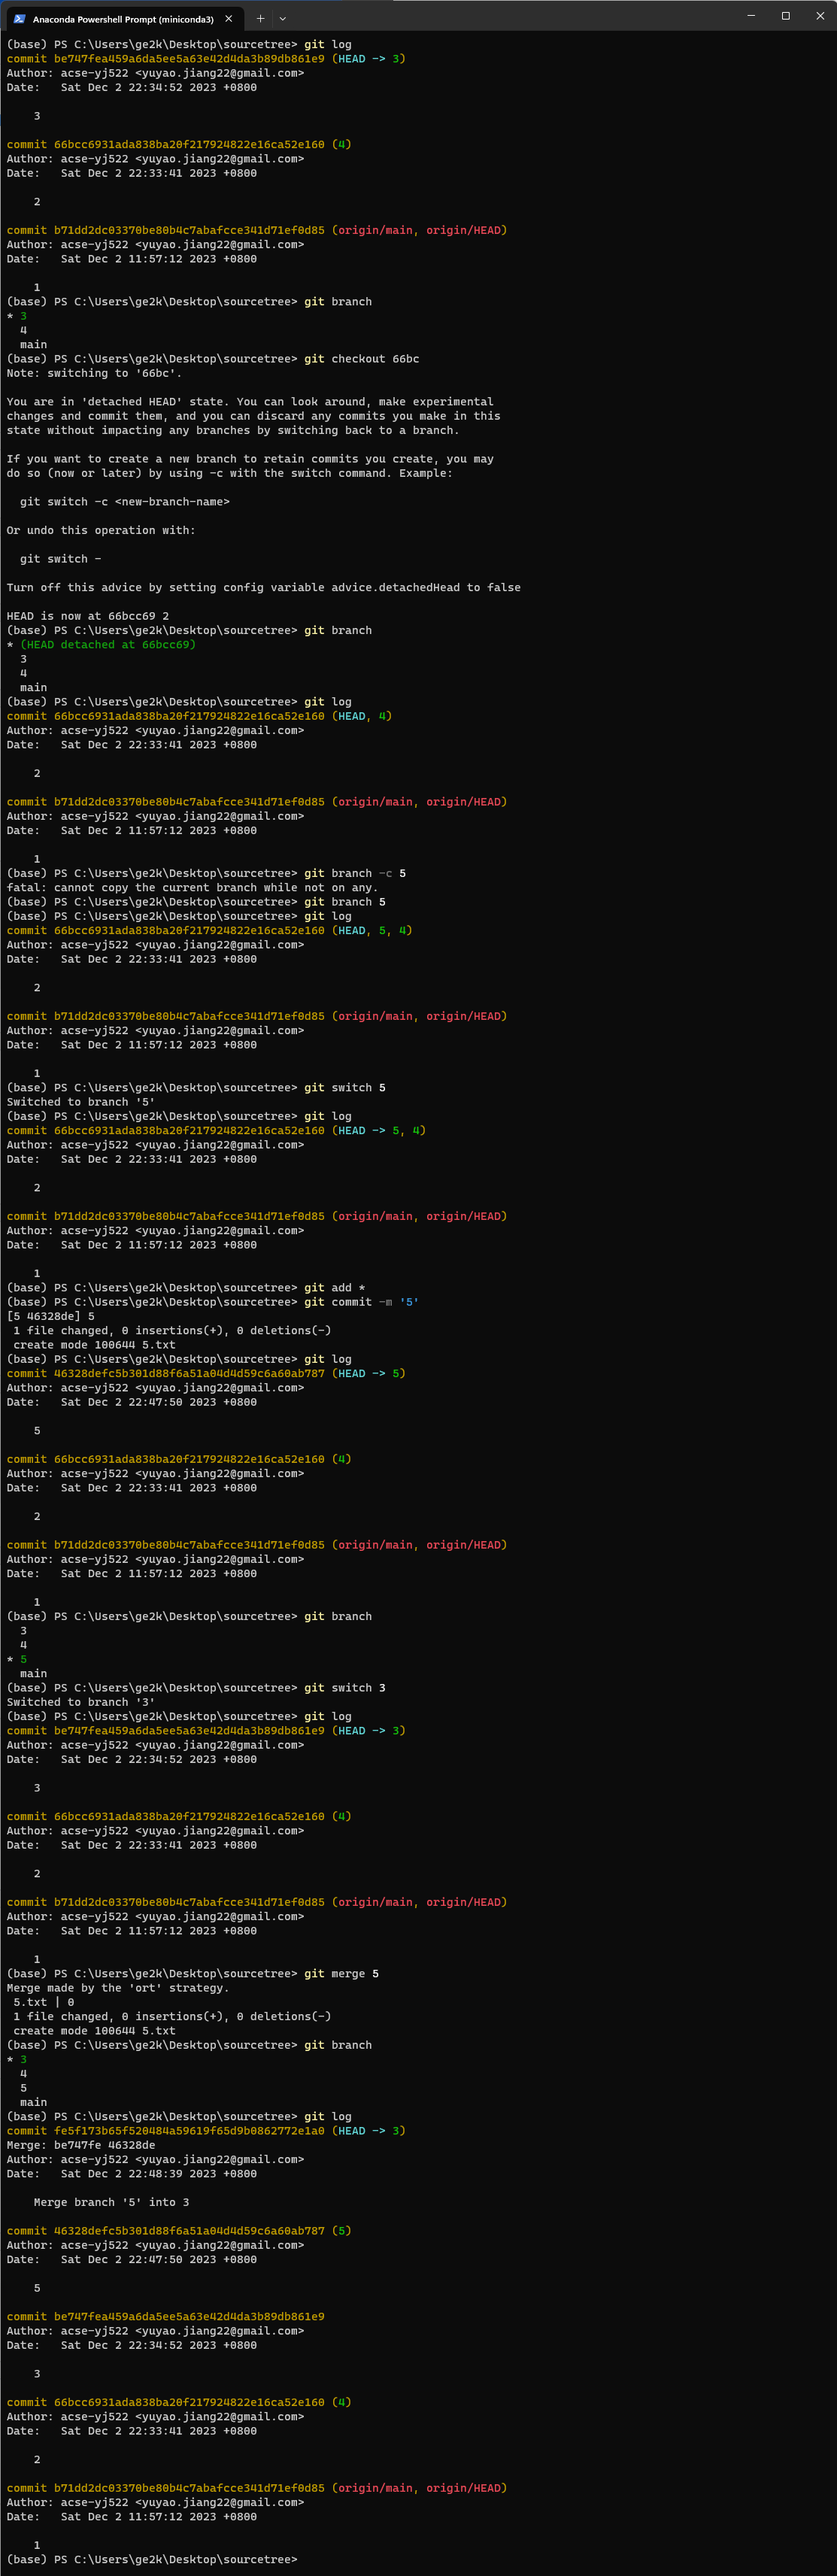 Anaconda Powershell Prompt (miniconda3)
(base) PS C:\Users\ge2k\Desktop\sourcetree> git log
commit be747fea459a6da5ee5a63e42d4da3b89db861e9 (HEAD -> 3)
Author: acse-yj522 <yuyao.jiang22@gmail.com>
Date:   Sat Dec 2 22:34:52 2023 +0800
    3
commit 66bcc6931ada838ba20f217924822e16ca52e160 (4)
Author: acse-yj522 <yuyao.jiang22@gmail.com>
Date:   Sat Dec 2 22:33:41 2023 +0800
    2
commit b71dd2dc03370be80b4c7abafcce341d71ef0d85 (origin/main, origin/HEAD)
Author: acse-yj522 <yuyao.jiang22@gmail.com>
Date:   Sat Dec 2 11:57:12 2023 +0800
    1
(base) PS C:\Users\ge2k\Desktop\sourcetree> git branch
* 3
  4
  main
(base) PS C:\Users\ge2k\Desktop\sourcetree> git checkout 66bc
Note: switching to '66bc'.
You are in 'detached HEAD' state. You can look around, make experimental
changes and commit them, and you can discard any commits you make in this
state without impacting any branches by switching back to a branch.
If you want to create a new branch to retain commits you create, you may
do so (now or later) by using -c with the switch command. Example:
  git switch -c <new-branch-name>
Or undo this operation with:
  git switch -
Turn off this advice by setting config variable advice.detachedHead to false
HEAD is now at 66bcc69 2
(base) PS C:\Users\ge2k\Desktop\sourcetree> git branch
* (HEAD detached at 66bcc69)
  3
  4
  main
(base) PS C:\Users\ge2k\Desktop\sourcetree> git log
commit 66bcc6931ada838ba20f217924822e16ca52e160 (HEAD, 4)
Author: acse-yj522 <yuyao.jiang22@gmail.com>
Date:   Sat Dec 2 22:33:41 2023 +0800
    2
commit b71dd2dc03370be80b4c7abafcce341d71ef0d85 (origin/main, origin/HEAD)
Author: acse-yj522 <yuyao.jiang22@gmail.com>
Date:   Sat Dec 2 11:57:12 2023 +0800
    1
(base) PS C:\Users\ge2k\Desktop\sourcetree> git branch -c 5
fatal: cannot copy the current branch while not on any.
(base) PS C:\Users\ge2k\Desktop\sourcetree> git branch 5
(base) PS C:\Users\ge2k\Desktop\sourcetree> git log
commit 66bcc6931ada838ba20f217924822e16ca52e160 (HEAD, 5, 4)
Author: acse-yj522 <yuyao.jiang22@gmail.com>
Date:   Sat Dec 2 22:33:41 2023 +0800
    2
commit b71dd2dc03370be80b4c7abafcce341d71ef0d85 (origin/main, origin/HEAD)
Author: acse-yj522 <yuyao.jiang22@gmail.com>
Date:   Sat Dec 2 11:57:12 2023 +0800
    1
(base) PS C:\Users\ge2k\Desktop\sourcetree> git switch 5
Switched to branch '5'
(base) PS C:\Users\ge2k\Desktop\sourcetree> git log
commit 66bcc6931ada838ba20f217924822e16ca52e160 (HEAD -> 5, 4)
Author: acse-yj522 <yuyao.jiang22@gmail.com>
Date:   Sat Dec 2 22:33:41 2023 +0800
    2
commit b71dd2dc03370be80b4c7abafcce341d71ef0d85 (origin/main, origin/HEAD)
Author: acse-yj522 <yuyao.jiang22@gmail.com>
Date:   Sat Dec 2 11:57:12 2023 +0800
    1
(base) PS C:\Users\ge2k\Desktop\sourcetree> git add *
(base) PS C:\Users\ge2k\Desktop\sourcetree> git commit -m '5'
[5 46328de] 5
 1 file changed, 0 insertions(+), 0 deletions(-)
 create mode 100644 5.txt
(base) PS C:\Users\ge2k\Desktop\sourcetree> git log
commit 46328defc5b301d88f6a51a04d4d59c6a60ab787 (HEAD -> 5)
Author: acse-yj522 <yuyao.jiang22@gmail.com>
Date:   Sat Dec 2 22:47:50 2023 +0800
    5
commit 66bcc6931ada838ba20f217924822e16ca52e160 (4)
Author: acse-yj522 <yuyao.jiang22@gmail.com>
Date:   Sat Dec 2 22:33:41 2023 +0800
    2
commit b71dd2dc03370be80b4c7abafcce341d71ef0d85 (origin/main, origin/HEAD)
Author: acse-yj522 <yuyao.jiang22@gmail.com>
Date:   Sat Dec 2 11:57:12 2023 +0800
    1
(base) PS C:\Users\ge2k\Desktop\sourcetree> git branch
  3
  4
* 5
  main
(base) PS C:\Users\ge2k\Desktop\sourcetree> git switch 3
Switched to branch '3'
(base) PS C:\Users\ge2k\Desktop\sourcetree> git log
commit be747fea459a6da5ee5a63e42d4da3b89db861e9 (HEAD -> 3)
Author: acse-yj522 <yuyao.jiang22@gmail.com>
Date:   Sat Dec 2 22:34:52 2023 +0800
    3
commit 66bcc6931ada838ba20f217924822e16ca52e160 (4)
Author: acse-yj522 <yuyao.jiang22@gmail.com>
Date:   Sat Dec 2 22:33:41 2023 +0800
    2
commit b71dd2dc03370be80b4c7abafcce341d71ef0d85 (origin/main, origin/HEAD)
Author: acse-yj522 <yuyao.jiang22@gmail.com>
Date:   Sat Dec 2 11:57:12 2023 +0800
    1
(base) PS C:\Users\ge2k\Desktop\sourcetree> git merge 5
Merge made by the 'ort' strategy.
 5.txt | 0
 1 file changed, 0 insertions(+), 0 deletions(-)
 create mode 100644 5.txt
(base) PS C:\Users\ge2k\Desktop\sourcetree> git branch
* 3
  4
  5
  main
(base) PS C:\Users\ge2k\Desktop\sourcetree> git log
commit fe5f173b65f520484a59619f65d9b0862772e1a0 (HEAD -> 3)
Merge: be747fe 46328de
Author: acse-yj522 <yuyao.jiang22@gmail.com>
Date:   Sat Dec 2 22:48:39 2023 +0800
    Merge branch '5' into 3
commit 46328defc5b301d88f6a51a04d4d59c6a60ab787 (5)
Author: acse-yj522 <yuyao.jiang22@gmail.com>
Date:   Sat Dec 2 22:47:50 2023 +0800
    5
commit be747fea459a6da5ee5a63e42d4da3b89db861e9
Author: acse-yj522 <yuyao.jiang22@gmail.com>
Date:   Sat Dec 2 22:34:52 2023 +0800
    3
commit 66bcc6931ada838ba20f217924822e16ca52e160 (4)
Author: acse-yj522 <yuyao.jiang22@gmail.com>
Date:   Sat Dec 2 22:33:41 2023 +0800
    2
commit b71dd2dc03370be80b4c7abafcce341d71ef0d85 (origin/main, origin/HEAD)
Author: acse-yj522 <yuyao.jiang22@gmail.com>
Date:   Sat Dec 2 11:57:12 2023 +0800
    1
(base) PS C:\Users\ge2k\Desktop\sourcetree>